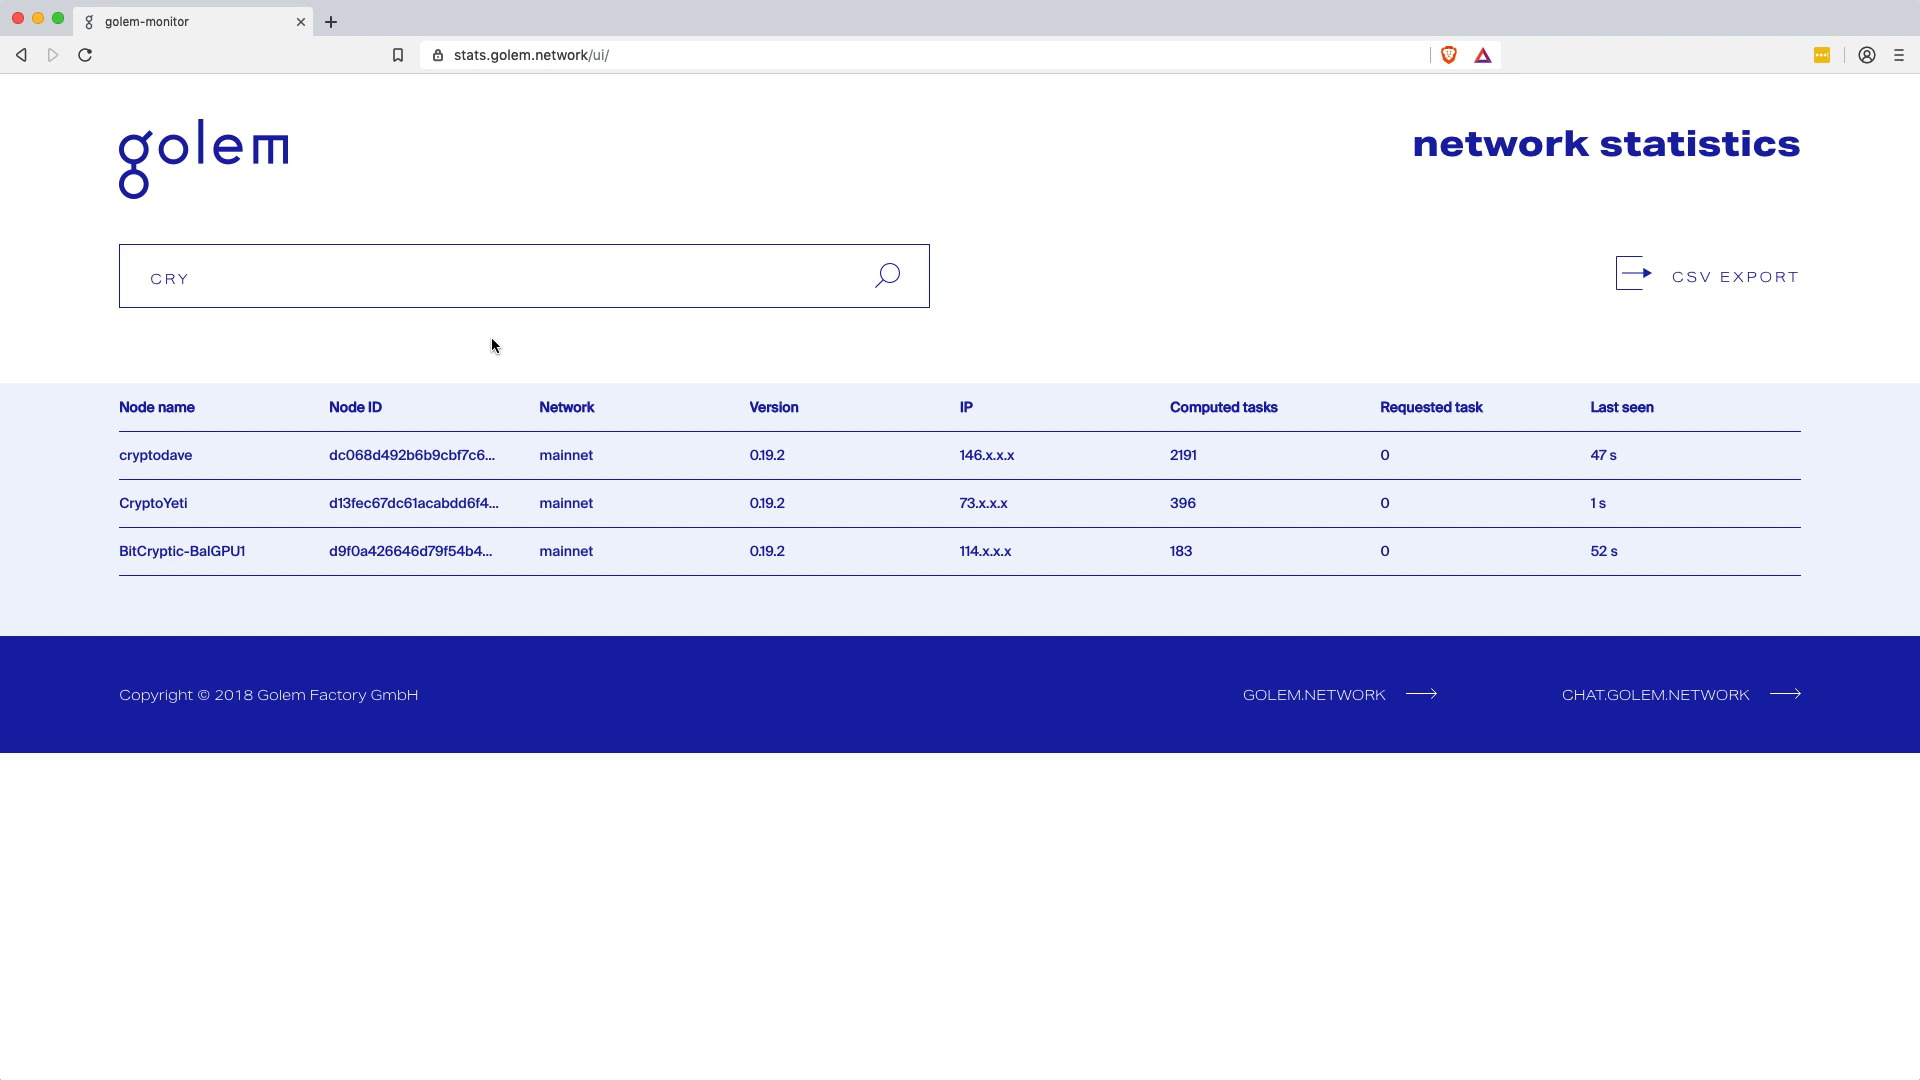 golem-monitor
stats.golem.network/ui/
golem
network statistics
CRY
CSV EXPORT
Node name Node ID Network Version IP Computed tasks Requested task Last seen
cryptodave dc068d492b6b9cbf7c6... mainnet 0.19.2 146.x.x.x 2191 0 47 s
CryptoYeti d13fec67dc61acabdd6f4... mainnet 0.19.2 73.x.x.x 396 0 1 s
BitCryptic-BalGPU1 d9f0a426646d79f54b4... mainnet 0.19.2 114.x.x.x 183 0 52 s
Copyright © 2018 Golem Factory GmbH GOLEM.NETWORK CHAT.GOLEM.NETWORK